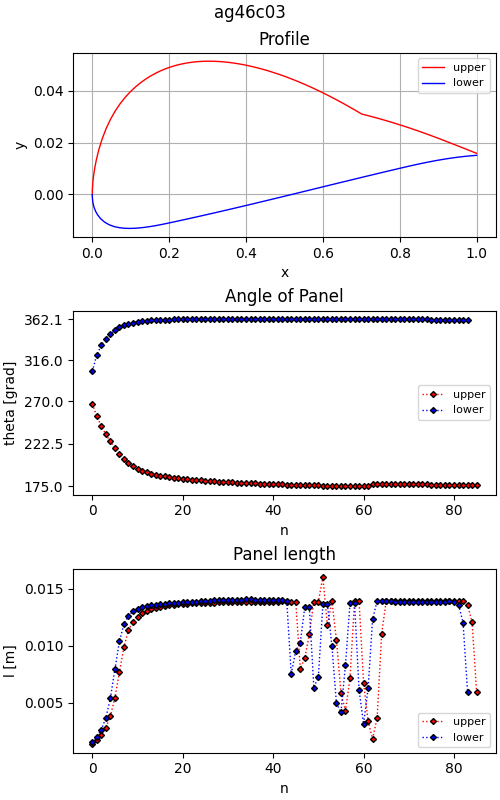 ag46c03
Profile
y
0.04
0.02
0.00
upper
lower
0.0 0.2 0.4 0.6 0.8 1.0
x
Angle of Panel
theta [grad]
362.1
316.0
270.0
222.5
175.0
upper
lower
0 20 40 60 80
n
Panel length
l [m]
0.015
0.010
0.005
upper
lower
0 20 40 60 80
n